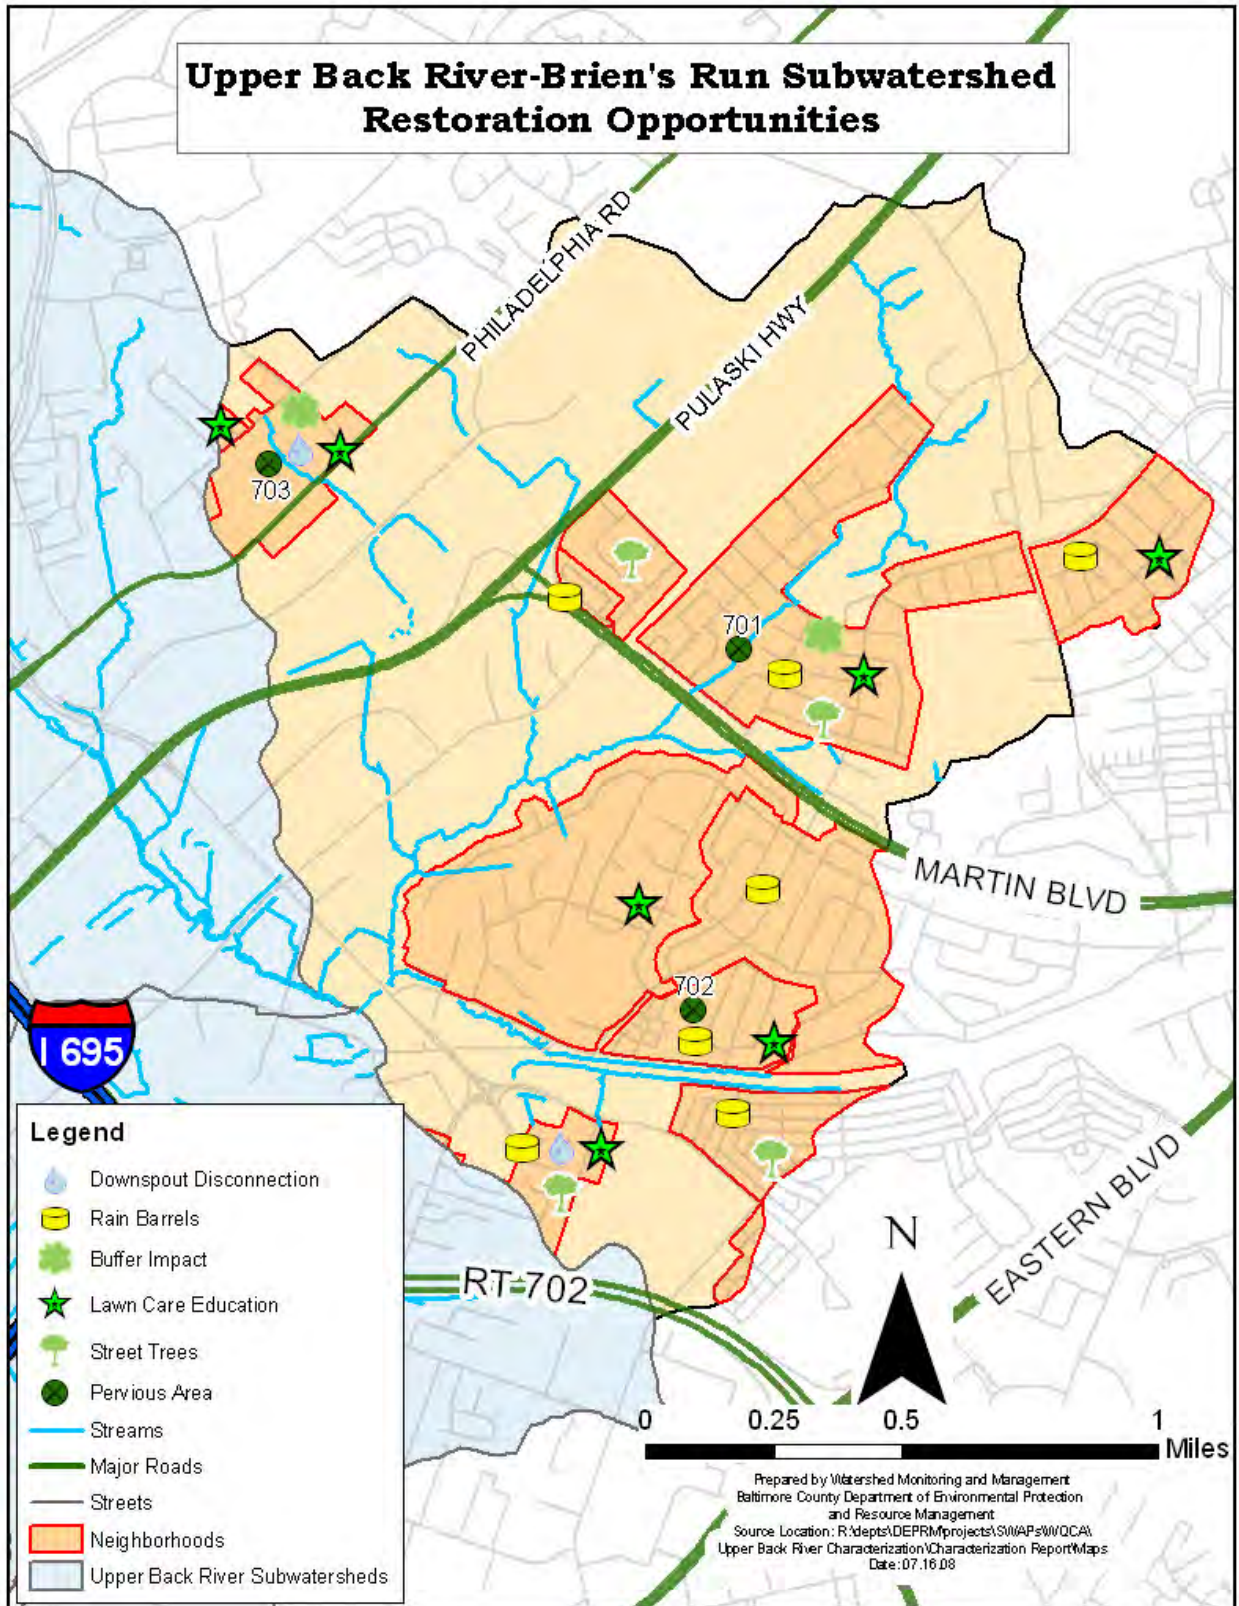 Upper Back River-Brien's Run Subwatershed
Restoration Opportunities
PHILADELPHIA RD
PULASKI HWY
703
701
MARTIN BLVD
702
I 695
EASTERN BLVD
RT 702
N
Legend
Downspout Disconnection
Rain Barrels
Buffer Impact
Lawn Care Education
Street Trees
Pervious Area
Streams
Major Roads
Streets
Neighborhoods
Upper Back River Subwatersheds
0 0.25 0.5 1
Miles
Prepared by Watershed Monitoring and Management
Baltimore County Department of Environmental Protection
and Resource Management
Source Location: R:\depts\DEPRM\projects\SWAPs\WQCA\
Upper Back River Characterization\Characterization Report\Maps
Date: 07.16.08